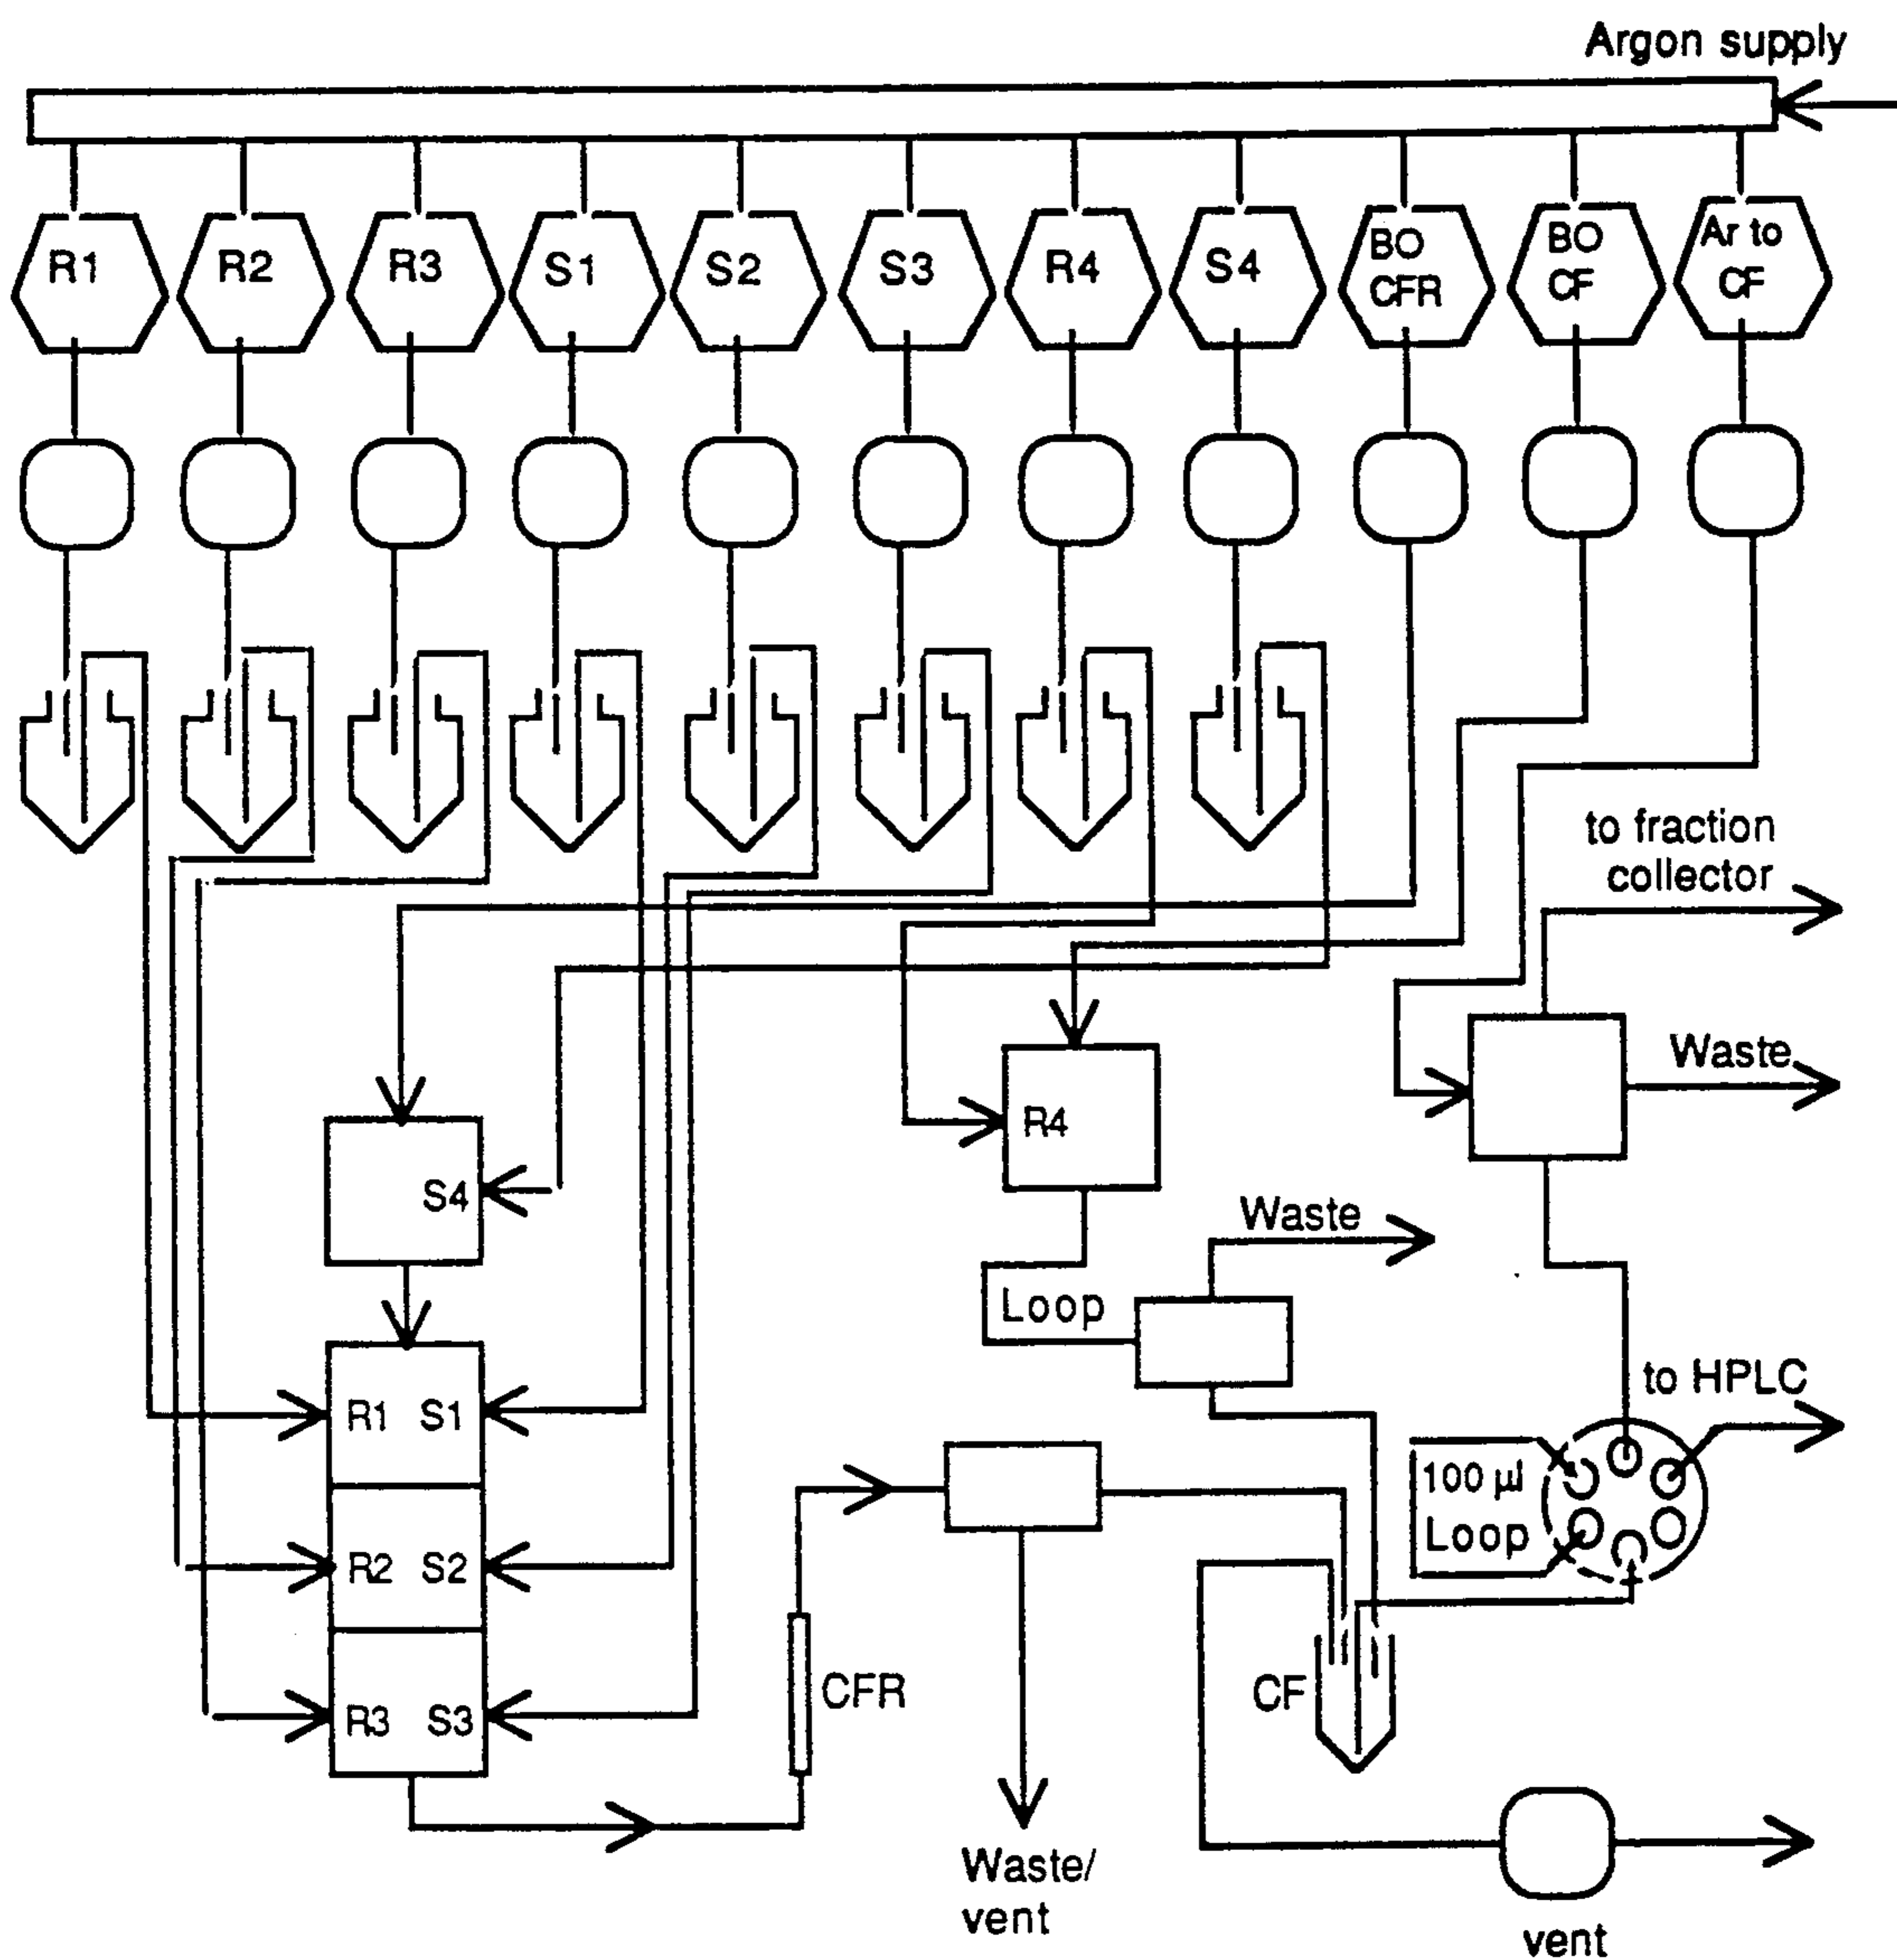 Argon supply
R1
R2
R3
S1
S2
S3
R4
S4
BO
CFR
BO
CF
Ar to
CF
to fraction
collector
Waste
R4
S4
Waste
Loop
to HPLC
R1 S1
100 µl
Loop
R2 S2
CFR
CF
R3 S3
Waste/
vent
vent